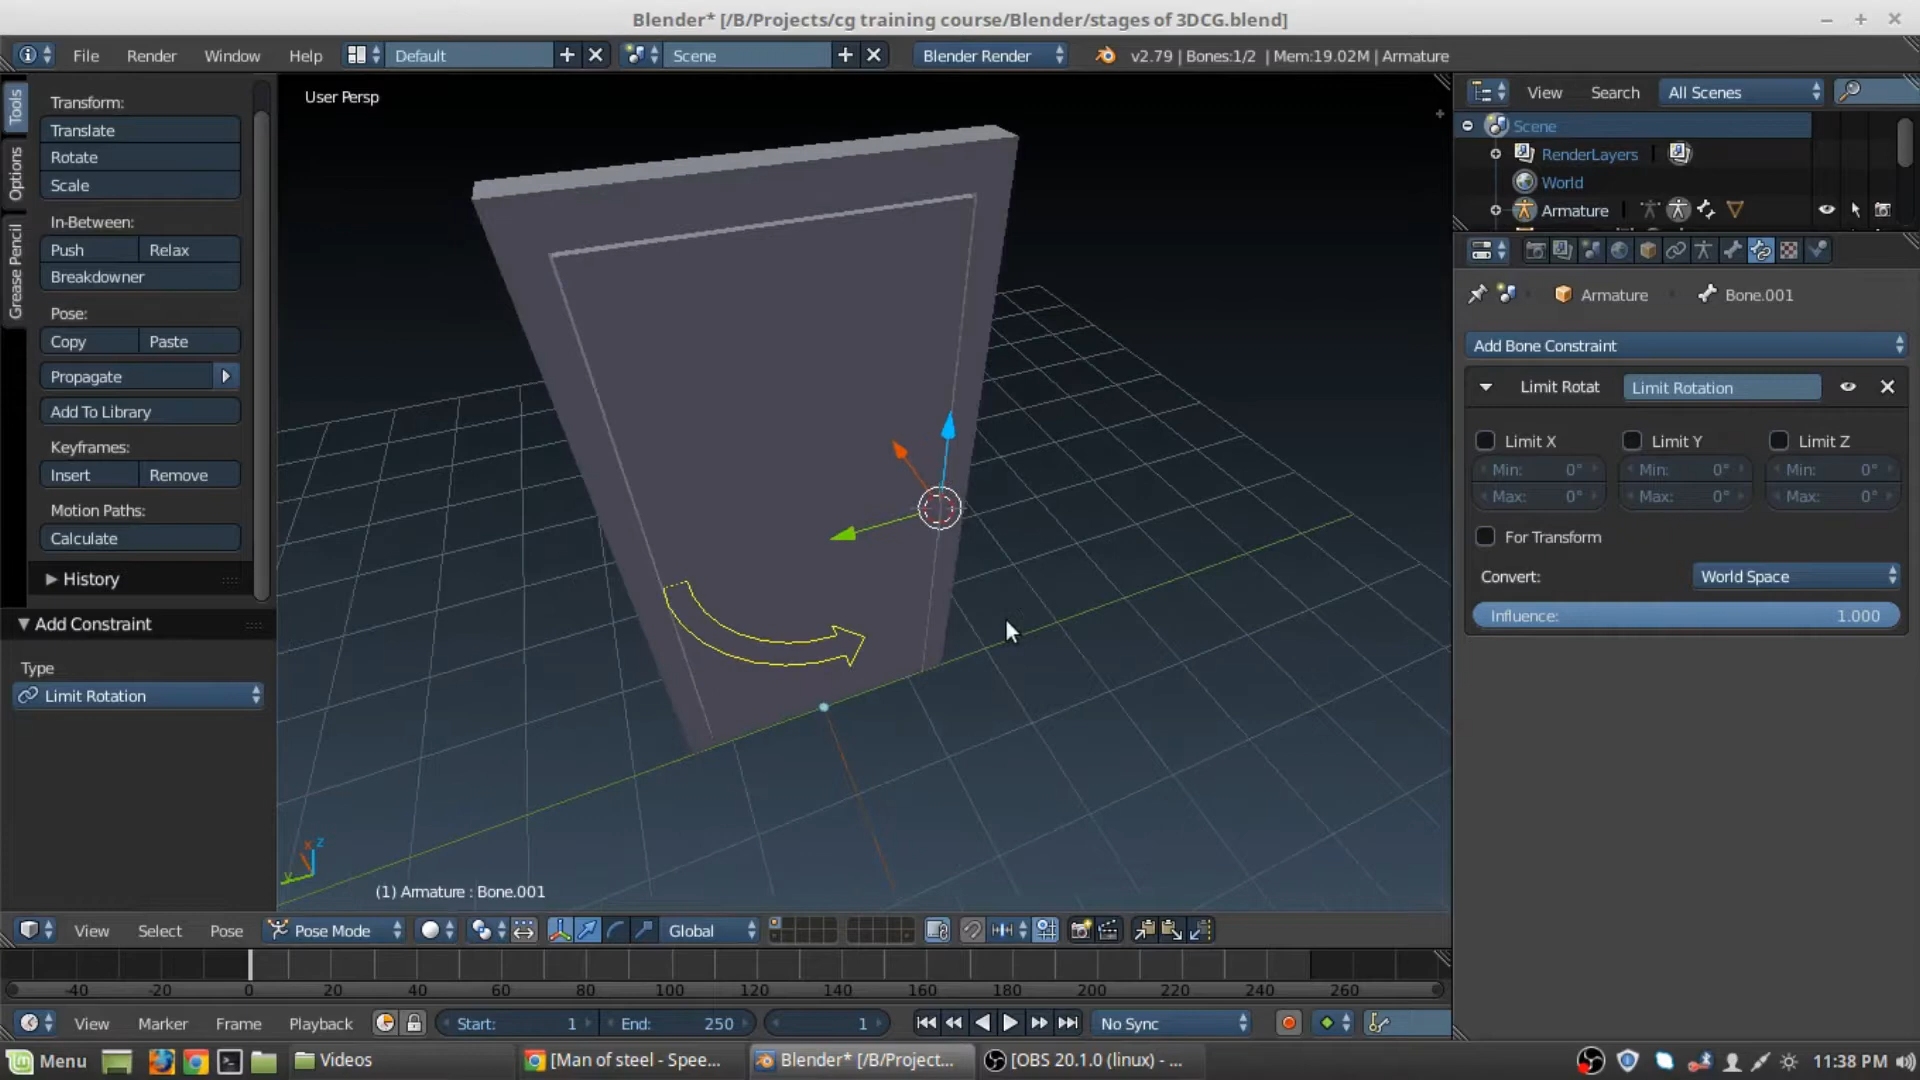 Blender* [/B/Projects/cg training course/Blender/stages of 3DCG.blend]
File Render Window Help Default Scene Blender Render v2.79 | Bones:1/2 | Mem:19.02M | Armature
Tools
Options
Grease Pencil
Transform:
Translate
Rotate
Scale
In-Between:
Push Relax
Breakdowner
Pose:
Copy Paste
Propagate
Add To Library
Keyframes:
Insert Remove
Motion Paths:
Calculate
History
Add Constraint
Type
Limit Rotation
User Persp
z
x
y
(1) Armature : Bone.001
View Search All Scenes
Scene
RenderLayers
World
Armature
Armature Bone.001
Add Bone Constraint
Limit Rotat Limit Rotation
Limit X Limit Y Limit Z
Min: 0° Min: 0° Min: 0°
Max: 0° Max: 0° Max: 0°
For Transform
Convert: World Space
Influence: 1.000
View Select Pose Pose Mode Global
-40 -20 0 20 40 60 80 100 120 140 160 180 200 220 240 260
View Marker Frame Playback Start: 1 End: 250 1 No Sync
Menu Videos [Man of steel - Spee... Blender* [/B/Project... [OBS 20.1.0 (linux) - ... 11:38 PM